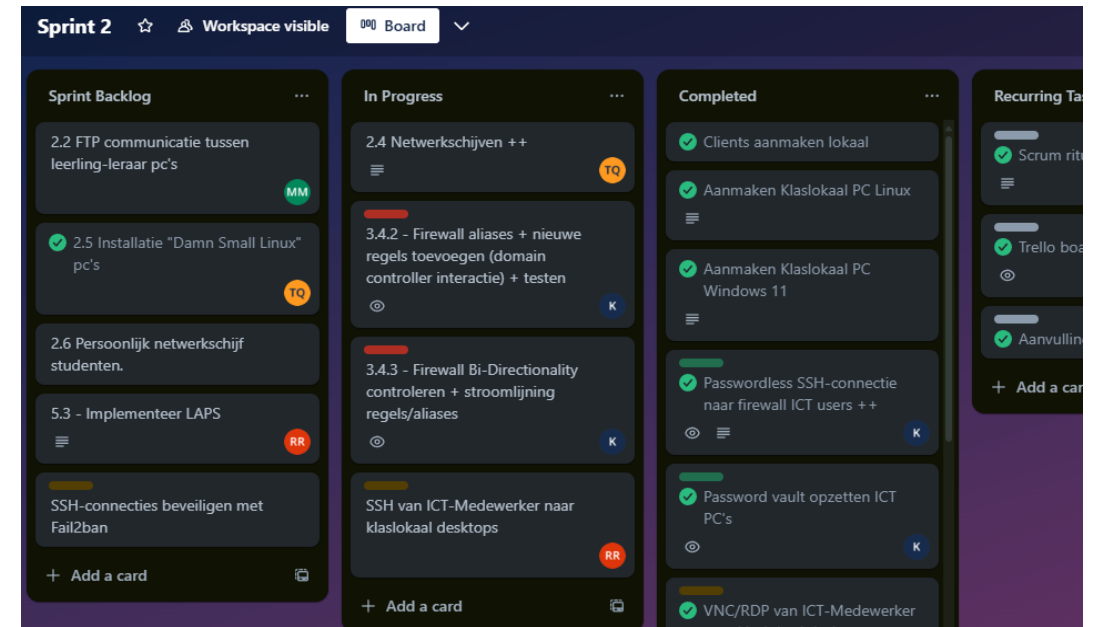 Sprint 2 Workspace visible Board
Sprint Backlog
2.2 FTP communicatie tussen
leerling-leraar pc's
MM
2.5 Installatie "Damn Small Linux"
pc's
TQ
2.6 Persoonlijk netwerkschijf
studenten.
5.3 - Implementeer LAPS
RR
SSH-connecties beveiligen met
Fail2ban
+ Add a card
In Progress
2.4 Netwerkschijven ++
TQ
3.4.2 - Firewall aliases + nieuwe
regels toevoegen (domain
controller interactie) + testen
K
3.4.3 - Firewall Bi-Directionality
controleren + stroomlijning
regels/aliases
K
SSH van ICT-Medewerker naar
klaslokaal desktops
RR
+ Add a card
Completed
Clients aanmaken lokaal
Aanmaken Klaslokaal PC Linux
Aanmaken Klaslokaal PC
Windows 11
Passwordless SSH-connectie
naar firewall ICT users ++
K
Password vault opzetten ICT
PC's
K
VNC/RDP van ICT-Medewerker
Recurring Ta
Scrum rit
Trello boa
Aanvullin
+ Add a car